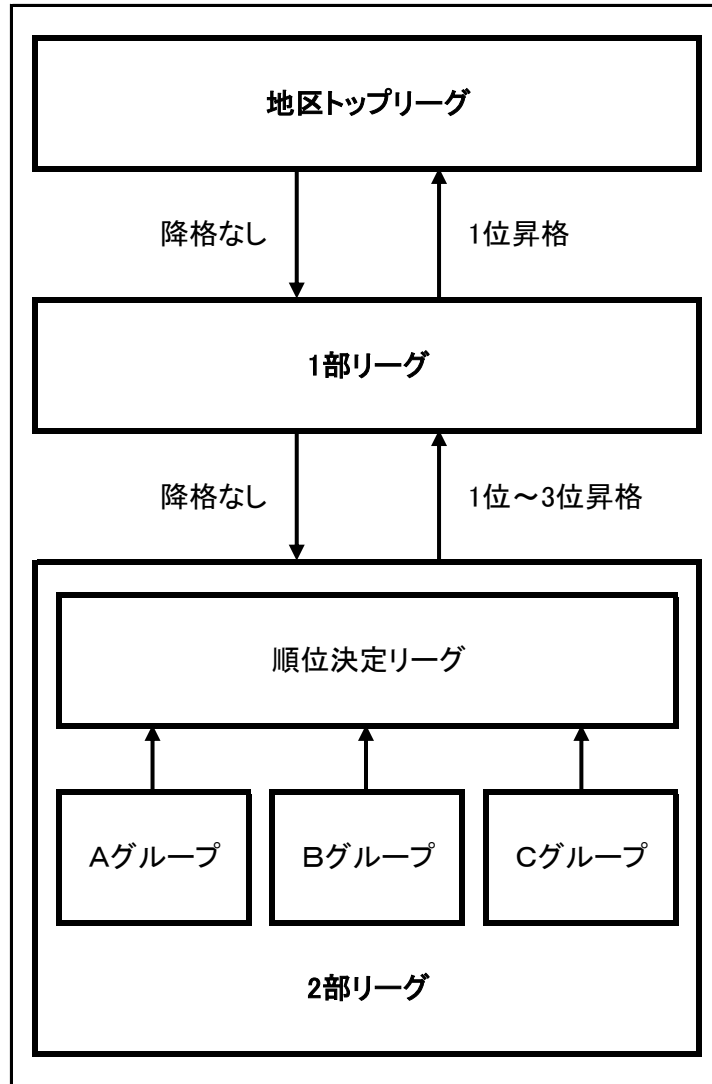 地区トップリーグ
降格なし
1位昇格
1部リーグ
降格なし
1位～3位昇格
順位決定リーグ
Aグループ
Bグループ
Cグループ
2部リーグ